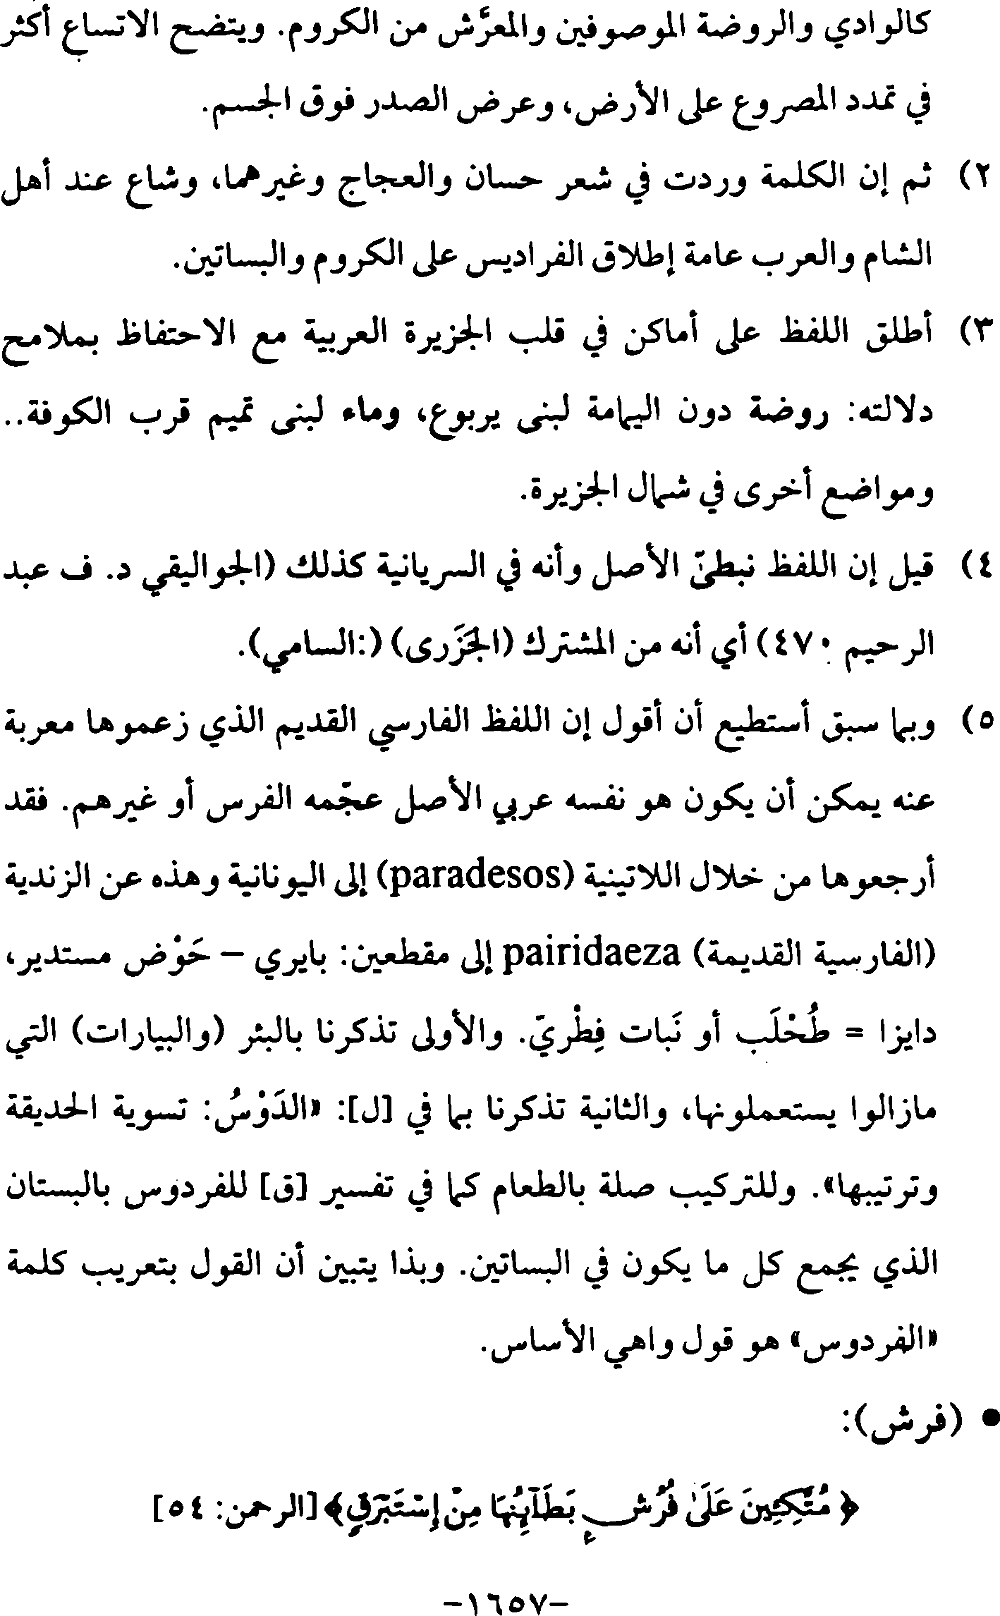 كالوادي والروضة الموصوفين والمعرَّش من الكروم. ويتضح الاتساع أكثر
في تمدد المصروع على الأرض، وعرض الصدر فوق الجسم.
٢) ثم إن الكلمة وردت في شعر حسان والعجاج وغيرهما، وشاع عند أهل
الشام والعرب عامة إطلاق الفراديس على الكروم والبساتين.
٣) أطلق اللفظ على أماكن في قلب الجزيرة العربية مع الاحتفاظ بملامح
دلالته: روضة دون اليمامة لبنى يربوع، وماء لبنى تميم قرب الكوفة..
ومواضع أخرى في شمال الجزيرة.
٤) قيل إن اللفظ نبطيّ الأصل وأنه في السريانية كذلك (الجواليقي د. ف عبد
الرحيم ٤٧٠) أي أنه من المشترك (الجَزَرى) (:السامي).
٥) وبما سبق أستطيع أن أقول إن اللفظ الفارسي القديم الذي زعموها معربة
عنه يمكن أن يكون هو نفسه عربي الأصل عجّمه الفرس أو غيرهم. فقد
أرجعوها من خلال اللاتينية (paradesos) إلى اليونانية وهذه عن الزندية
(الفارسية القديمة) pairidaeza إلى مقطعين: بايري – حَوْض مستدير،
دايزا = طُحْلَب أو نَبات فِطْريّ. والأولى تذكرنا بالبئر (والبيارات) التي
مازالوا يستعملونها، والثانية تذكرنا بما في [ل]: «الدَوْسُ: تسوية الحديقة
وترتيبها». وللتركيب صلة بالطعام كما في تفسير [ق] للفردوس بالبستان
الذي يجمع كل ما يكون في البساتين. وبذا يتبين أن القول بتعريب كلمة
«الفردوس» هو قول واهي الأساس.
• (فرش):
﴿ مُتَّكِـِٔينَ عَلَىٰ فُرُشٍۭ بَطَآئِنُهَا مِنْ إِسْتَبْرَقٍ﴾ [الرحمن: ٥٤]
-١٦٥٧-